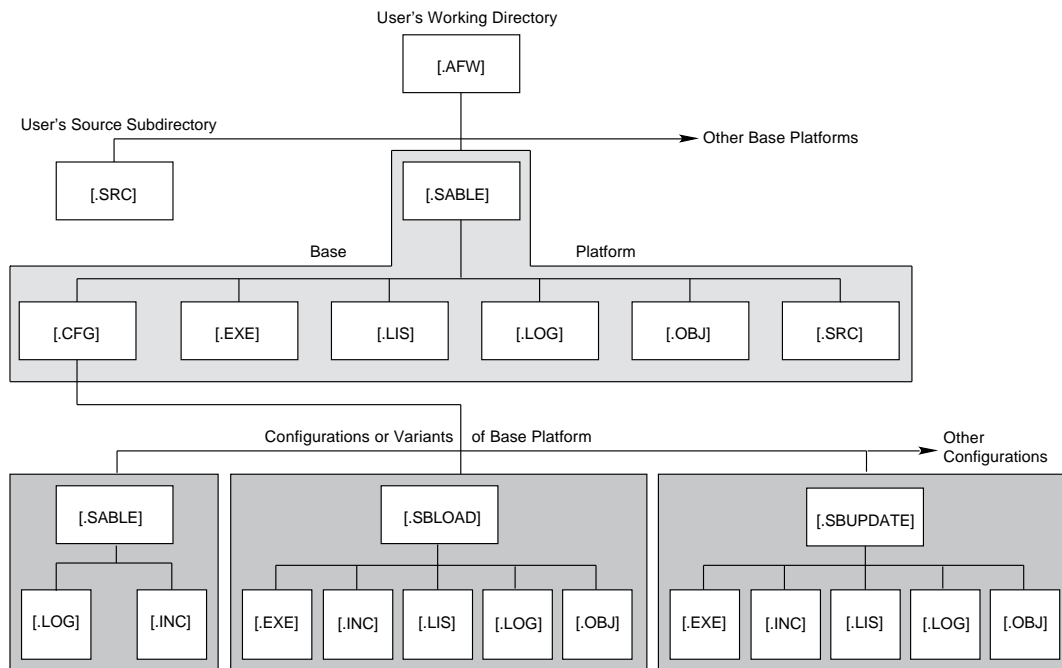 User's Working Directory
[.AFW]
User's Source Subdirectory
Other Base Platforms
[.SRC]
[.SABLE]
Base Platform
[.CFG] [.EXE] [.LIS] [.LOG] [.OBJ] [.SRC]
Configurations or Variants of Base Platform
Other
Configurations
[.SABLE] [.SBLOAD] [.SBUPDATE]
[.LOG] [.INC] [.EXE] [.INC] [.LIS] [.LOG] [.OBJ] [.EXE] [.INC] [.LIS] [.LOG] [.OBJ]